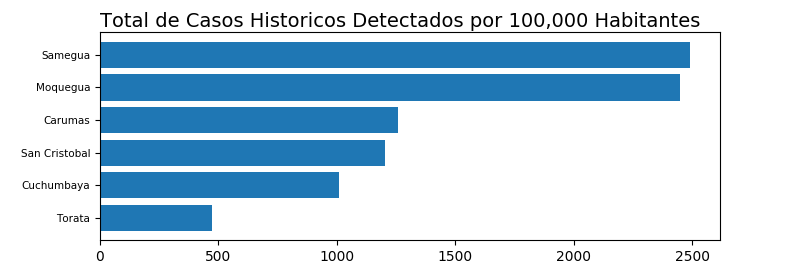 Total de Casos Historicos Detectados por 100,000 Habitantes
Samegua
Moquegua
Carumas
San Cristobal
Cuchumbaya
Torata
0 500 1000 1500 2000 2500